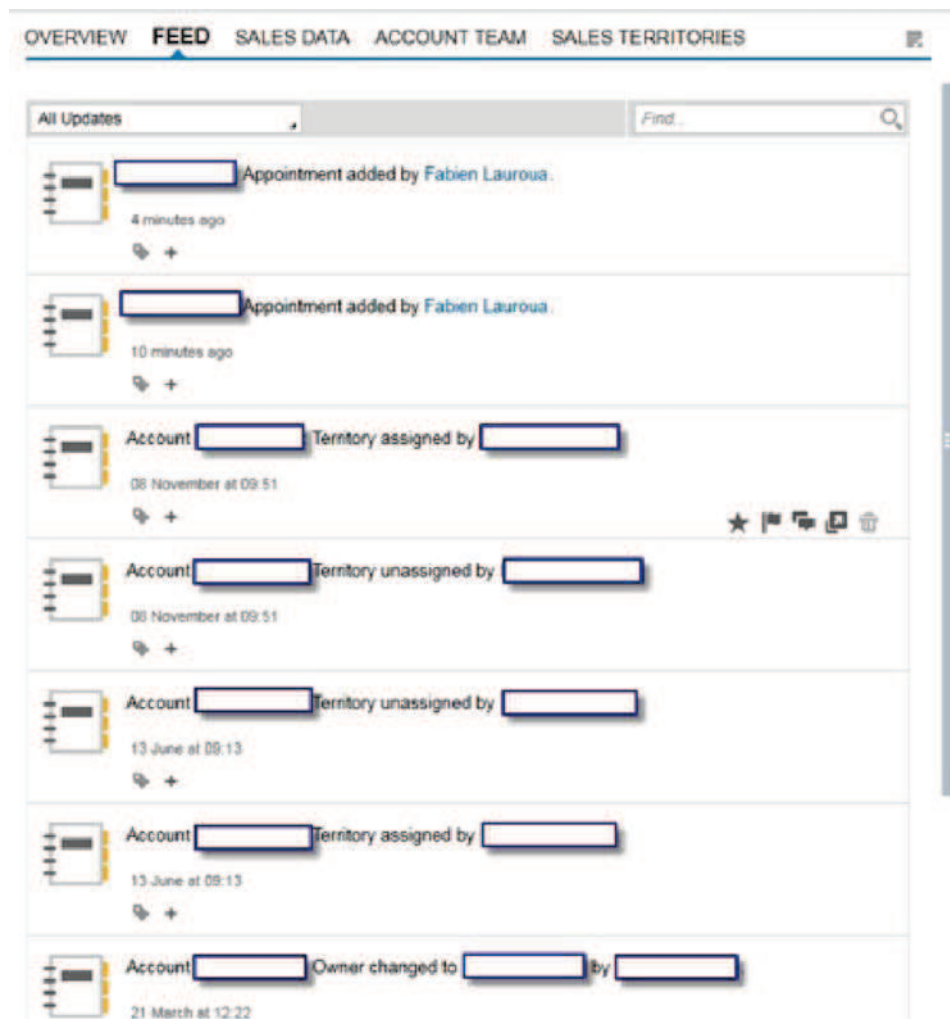 OVERVIEW FEED SALES DATA ACCOUNT TEAM SALES TERRITORIES
All Updates Find...
Appointment added by Fabien Lauroua.
4 minutes ago
Appointment added by Fabien Lauroua.
10 minutes ago
Account Territory assigned by
08 November at 09:51
Account Territory unassigned by
08 November at 09:51
Account Territory unassigned by
13 June at 09:13
Account Territory assigned by
13 June at 09:13
Account Owner changed to by
21 March at 12:22